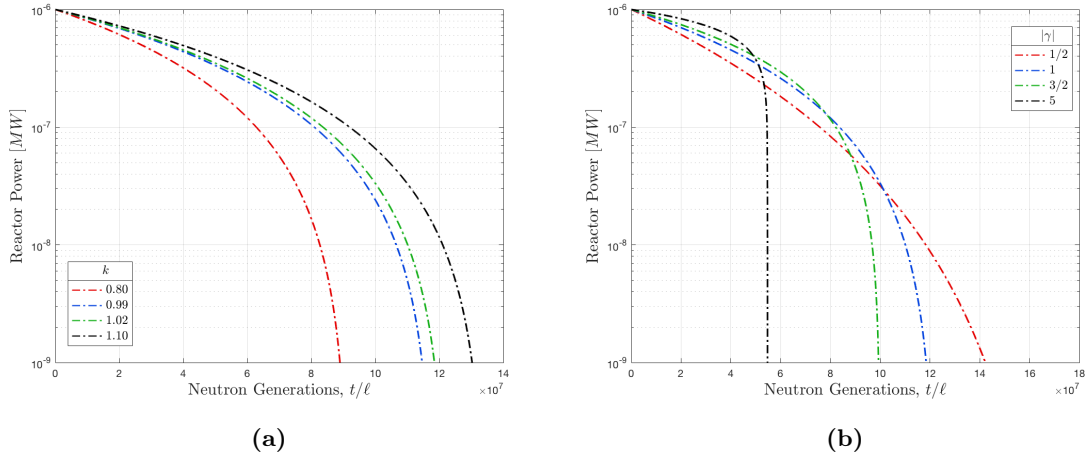 10^-6
10^-7
10^-8
10^-9
Reactor Power [MW]
k
0.80
0.99
1.02
1.10
0 2 4 6 8 10 12 14
×10^7
Neutron Generations, t/ℓ
(a)
10^-6
10^-7
10^-8
10^-9
Reactor Power [MW]
|γ|
1/2
1
3/2
5
0 2 4 6 8 10 12 14 16 18
×10^7
Neutron Generations, t/ℓ
(b)